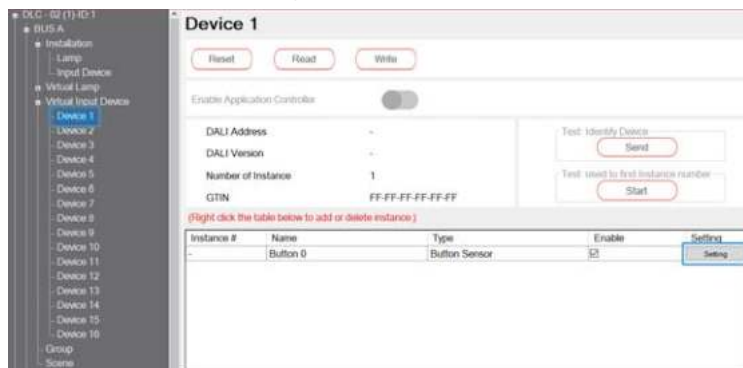 DLC - 02 (1)-ID:1
BUS A
Installation
Lamp
Input Device
Virtual Lamp
Virtual Input Device
Device 1
Device 2
Device 3
Device 4
Device 5
Device 6
Device 7
Device 8
Device 9
Device 10
Device 11
Device 12
Device 13
Device 14
Device 15
Device 16
Group
Scene
Device 1
Reset Read Write
Enable Application Controller
DALI Address -
DALI Version -
Number of Instance 1
GTIN FF-FF-FF-FF-FF-FF
Test: Identify Device
Send
Test: used to find instance number
Start
(Right click the table below to add or delete instance.)
Instance # Name Type Enable Setting
- Button 0 Button Sensor Setting